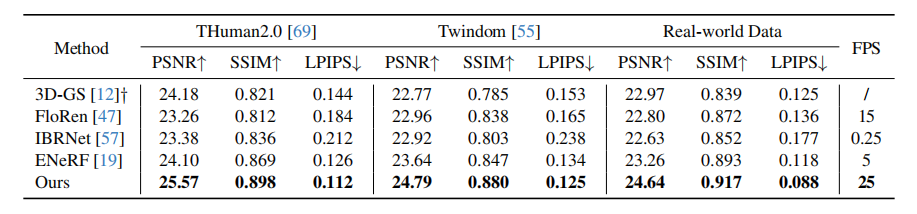 Method THuman2.0 [69] Twindom [55] Real-world Data FPS
PSNR↑ SSIM↑ LPIPS↓ PSNR↑ SSIM↑ LPIPS↓ PSNR↑ SSIM↑ LPIPS↓
3D-GS [12]† 24.18 0.821 0.144 22.77 0.785 0.153 22.97 0.839 0.125 /
FloRen [47] 23.26 0.812 0.184 22.96 0.838 0.165 22.80 0.872 0.136 15
IBRNet [57] 23.38 0.836 0.212 22.92 0.803 0.238 22.63 0.852 0.177 0.25
ENeRF [19] 24.10 0.869 0.126 23.64 0.847 0.134 23.26 0.893 0.118 5
Ours 25.57 0.898 0.112 24.79 0.880 0.125 24.64 0.917 0.088 25